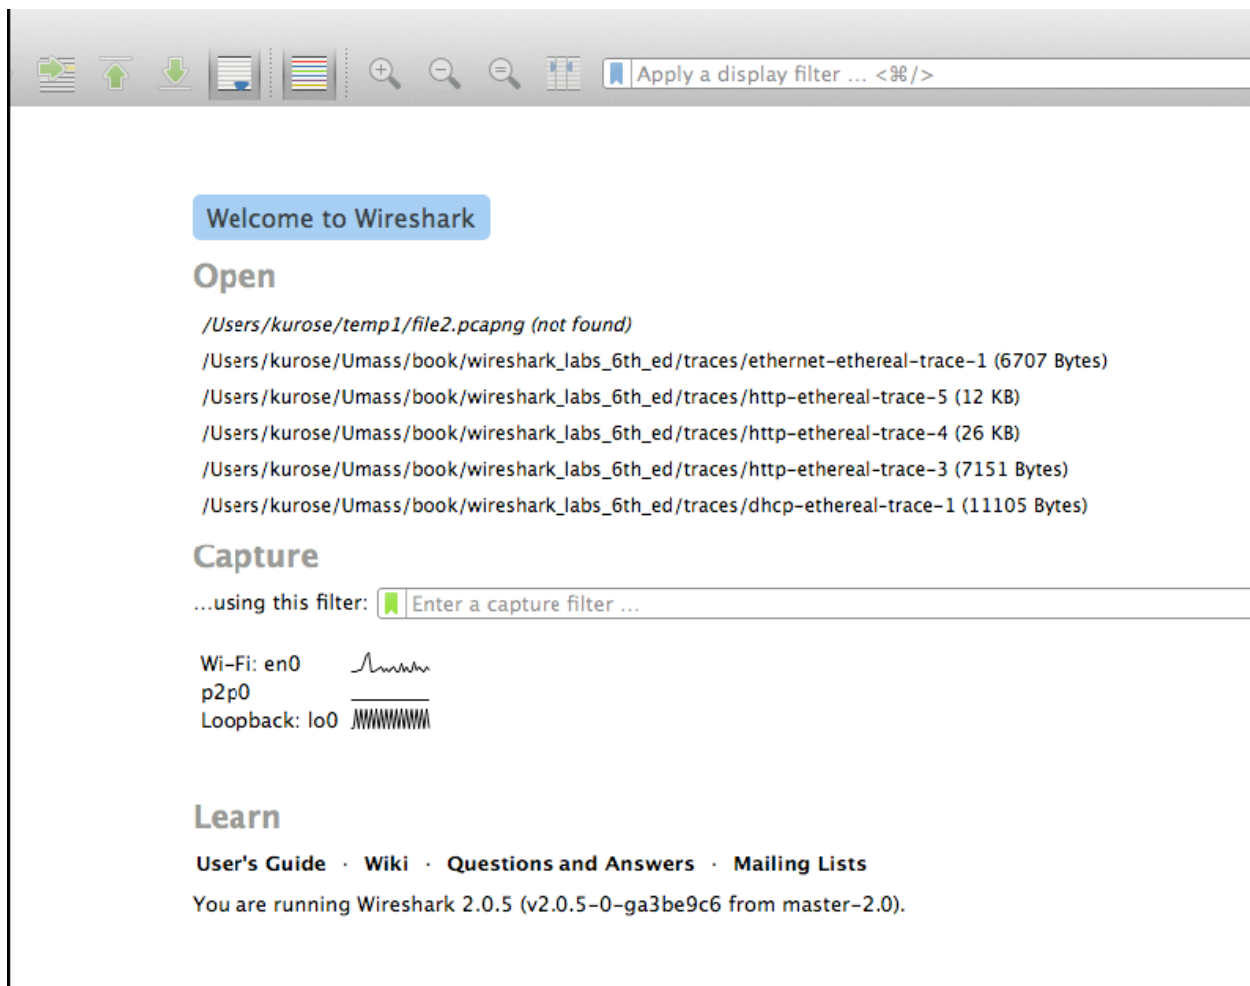 Apply a display filter ... <⌘/>
Welcome to Wireshark
Open
/Users/kurose/temp1/file2.pcapng (not found)
/Users/kurose/Umass/book/wireshark_labs_6th_ed/traces/ethernet-ethereal-trace-1 (6707 Bytes)
/Users/kurose/Umass/book/wireshark_labs_6th_ed/traces/http-ethereal-trace-5 (12 KB)
/Users/kurose/Umass/book/wireshark_labs_6th_ed/traces/http-ethereal-trace-4 (26 KB)
/Users/kurose/Umass/book/wireshark_labs_6th_ed/traces/http-ethereal-trace-3 (7151 Bytes)
/Users/kurose/Umass/book/wireshark_labs_6th_ed/traces/dhcp-ethereal-trace-1 (11105 Bytes)
Capture
...using this filter: Enter a capture filter ...
Wi-Fi: en0
p2p0
Loopback: lo0
Learn
User's Guide · Wiki · Questions and Answers · Mailing Lists
You are running Wireshark 2.0.5 (v2.0.5-0-ga3be9c6 from master-2.0).